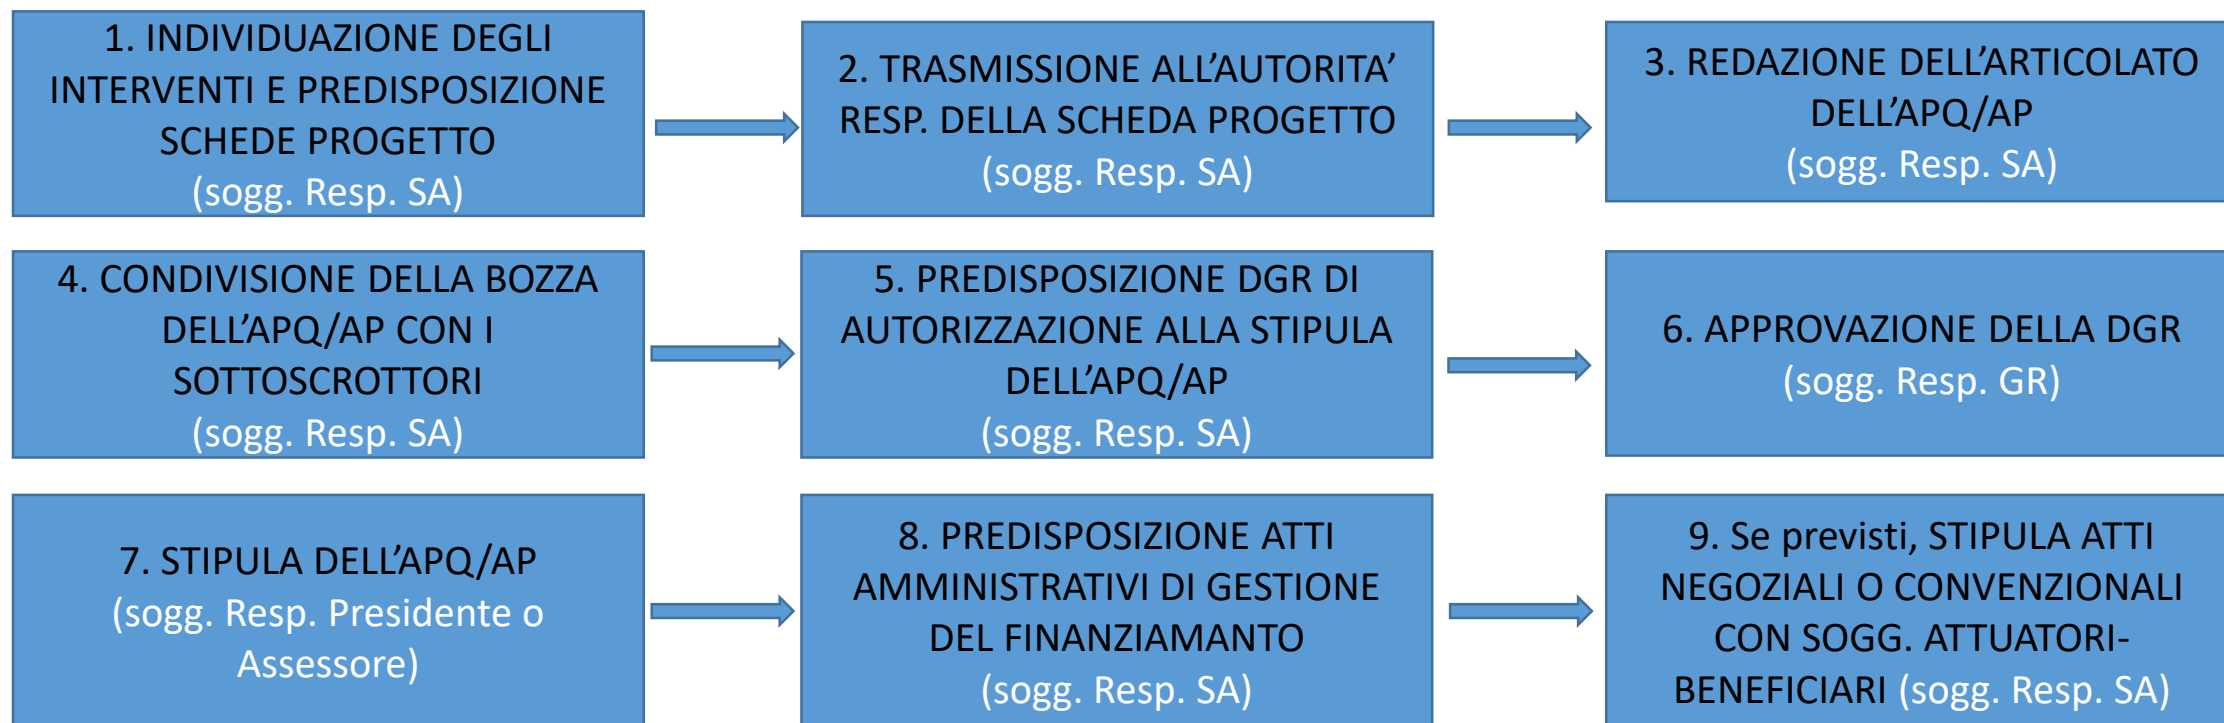 1. INDIVIDUAZIONE DEGLI
INTERVENTI E PREDISPOSIZIONE
SCHEDE PROGETTO
(sogg. Resp. SA)
2. TRASMISSIONE ALL’AUTORITA’
RESP. DELLA SCHEDA PROGETTO
(sogg. Resp. SA)
3. REDAZIONE DELL’ARTICOLATO
DELL’APQ/AP
(sogg. Resp. SA)
4. CONDIVISIONE DELLA BOZZA
DELL’APQ/AP CON I
SOTTOSCROTTORI
(sogg. Resp. SA)
5. PREDISPOSIZIONE DGR DI
AUTORIZZAZIONE ALLA STIPULA
DELL’APQ/AP
(sogg. Resp. SA)
6. APPROVAZIONE DELLA DGR
(sogg. Resp. GR)
7. STIPULA DELL’APQ/AP
(sogg. Resp. Presidente o
Assessore)
8. PREDISPOSIZIONE ATTI
AMMINISTRATIVI DI GESTIONE
DEL FINANZIAMANTO
(sogg. Resp. SA)
9. Se previsti, STIPULA ATTI
NEGOZIALI O CONVENZIONALI
CON SOGG. ATTUATORI-
BENEFICIARI (sogg. Resp. SA)